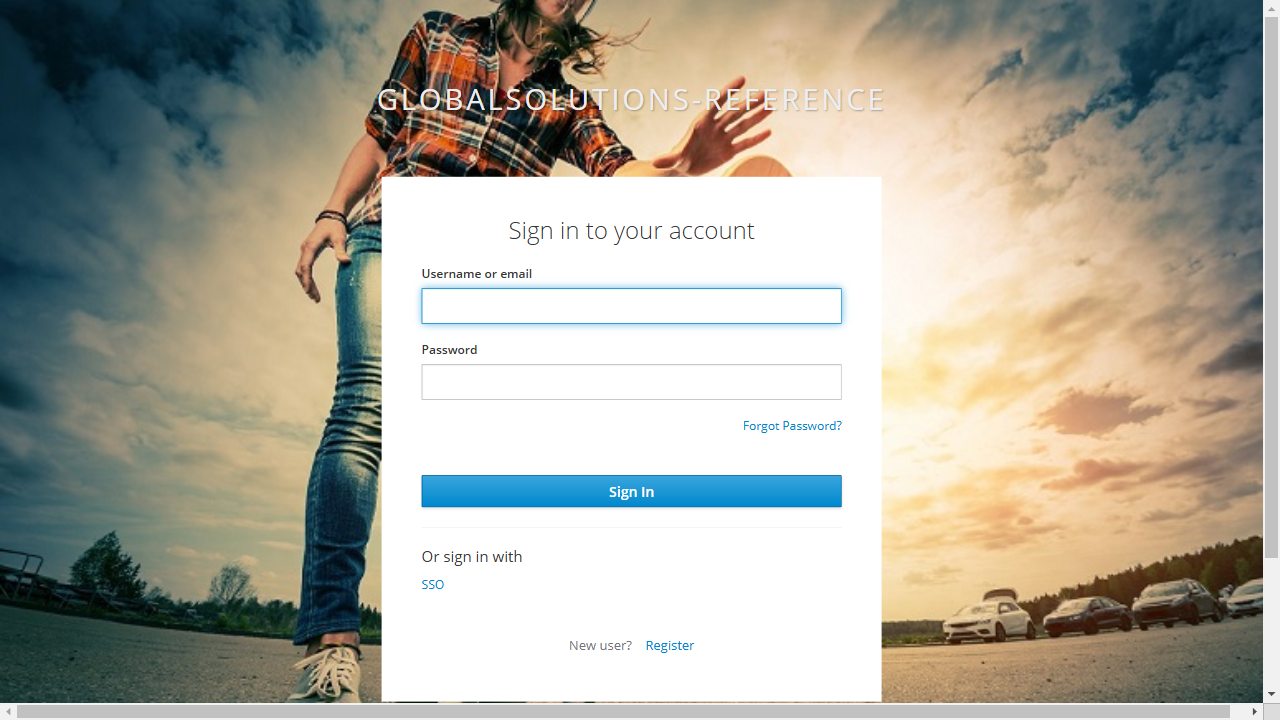 GLOBALSOLUTIONS-REFERENCE
Sign in to your account
Username or email
Password
Forgot Password?
Sign In
Or sign in with
SSO
New user? Register